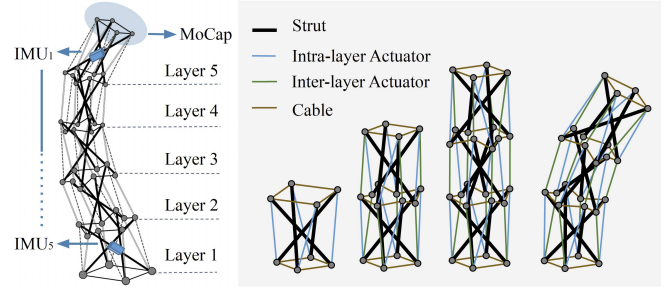 MoCap
IMU1
Layer 5
Layer 4
Layer 3
Layer 2
IMU5
Layer 1
Strut
Intra-layer Actuator
Inter-layer Actuator
Cable